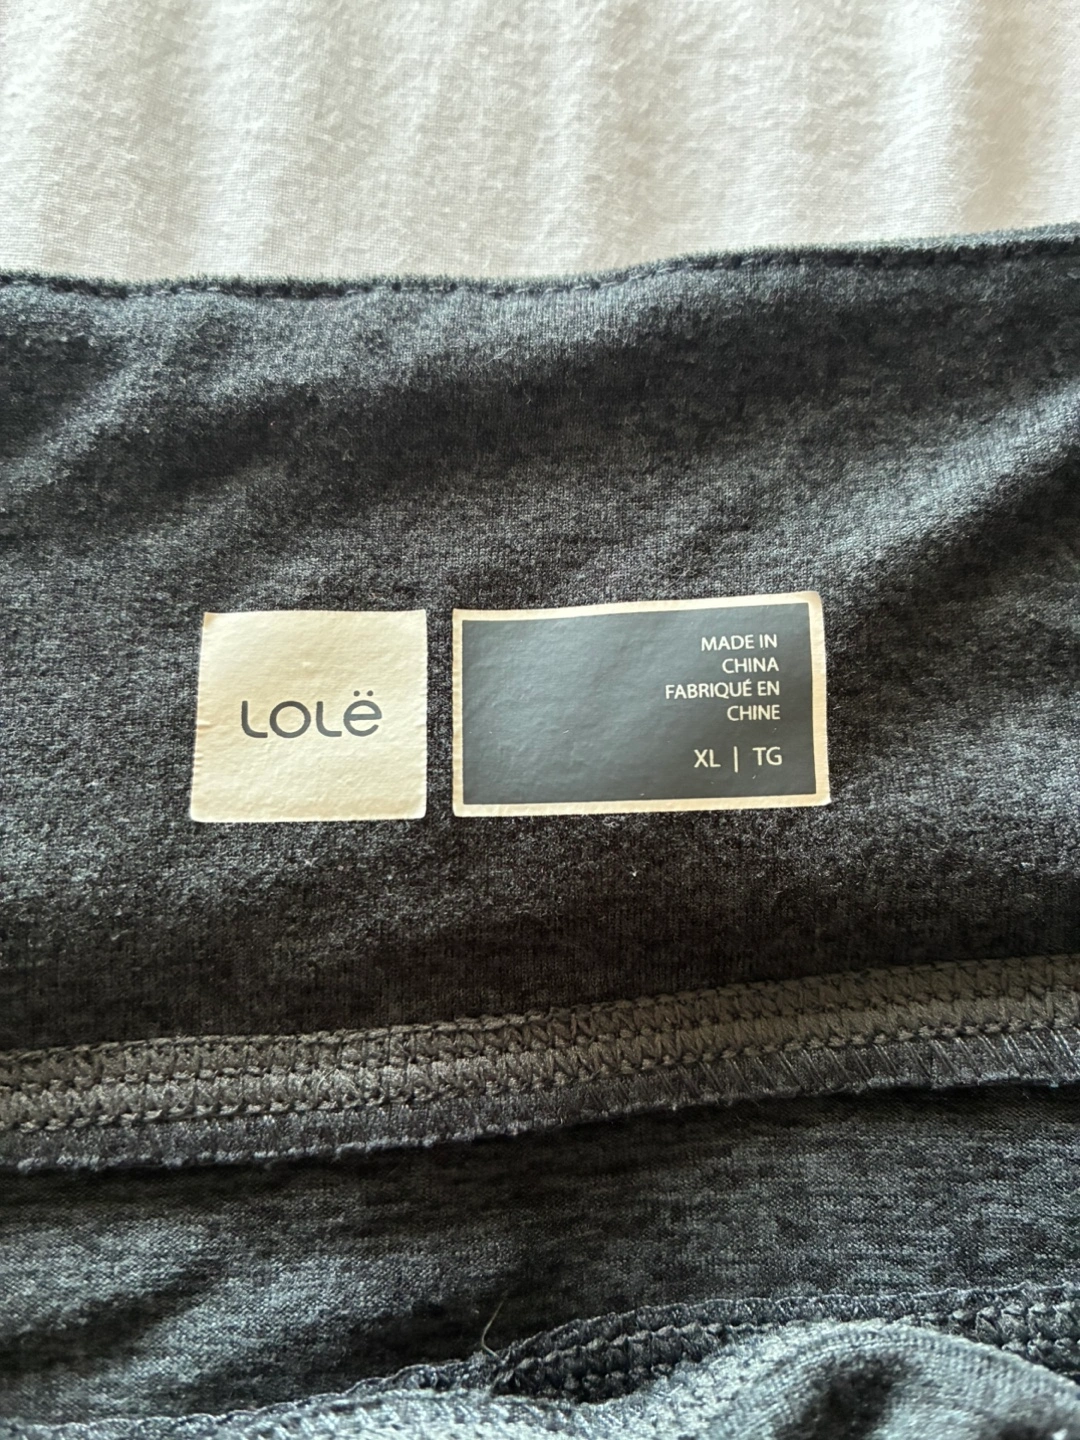 LOLë
MADE IN
CHINA
FABRIQUÉ EN
CHINE
XL | TG